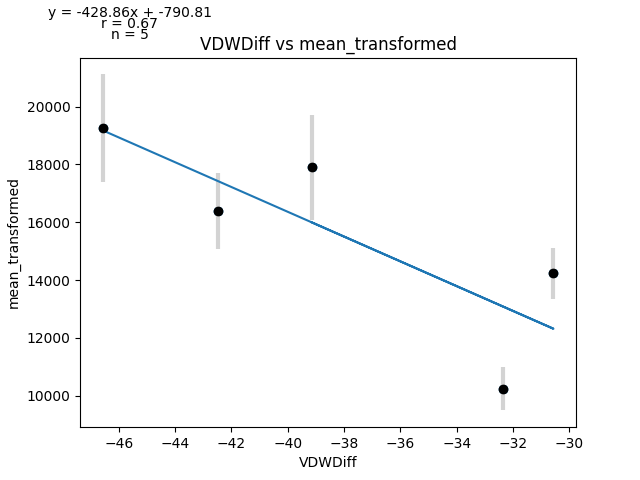 y = -428.86x + -790.81
r = 0.67
n = 5
VDWDiff vs mean_transformed
mean_transformed
20000
18000
16000
14000
12000
10000
−46 −44 −42 −40 −38 −36 −34 −32 −30
VDWDiff